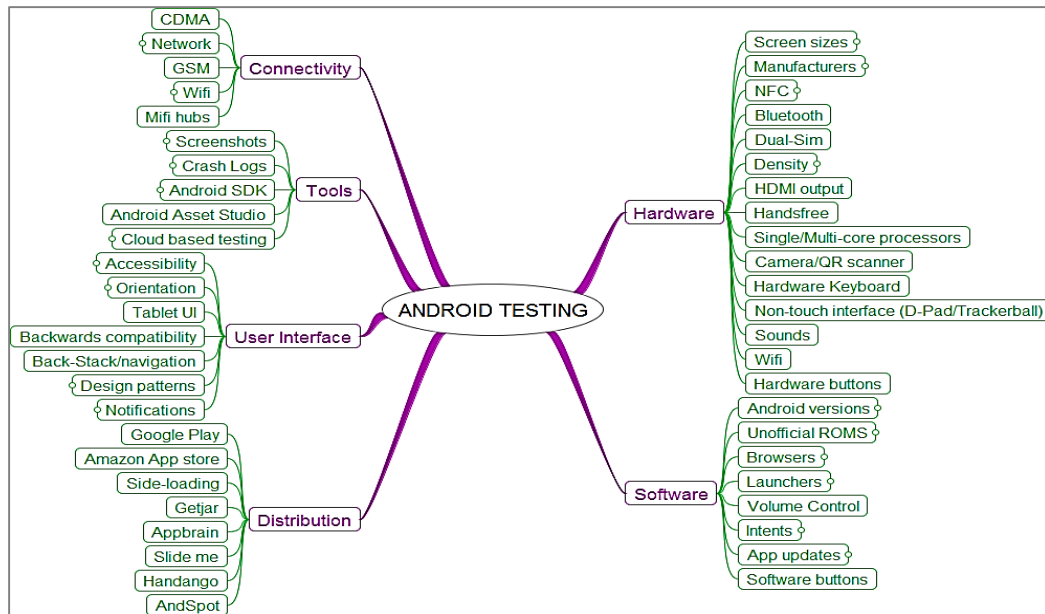 CDMA
Network
GSM
Wifi
Mifi hubs
Connectivity
Screenshots
Crash Logs
Android SDK
Android Asset Studio
Cloud based testing
Tools
Accessibility
Orientation
Tablet UI
Backwards compatibility
Back-Stack/navigation
Design patterns
Notifications
User Interface
Google Play
Amazon App store
Side-loading
Getjar
Appbrain
Slide me
Handango
AndSpot
Distribution
ANDROID TESTING
Hardware
Screen sizes
Manufacturers
NFC
Bluetooth
Dual-Sim
Density
HDMI output
Handsfree
Single/Multi-core processors
Camera/QR scanner
Hardware Keyboard
Non-touch interface (D-Pad/Trackerball)
Sounds
Wifi
Hardware buttons
Software
Android versions
Unofficial ROMS
Browsers
Launchers
Volume Control
Intents
App updates
Software buttons